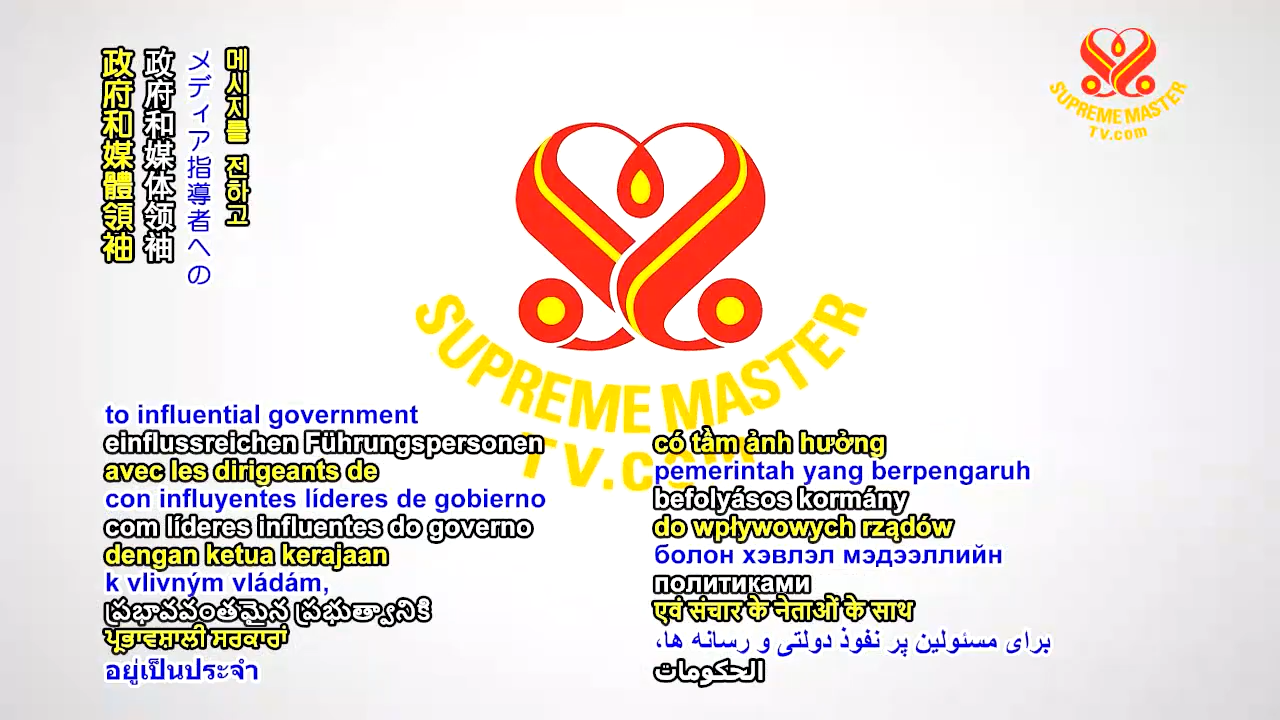 政府和媒體領袖
政府和媒体领袖
メディア指導者への
메시지를 전하고
SUPREME MASTER
TV.com
SUPREME MASTER
TV.com
to influential government
einflussreichen Führungspersonen
avec les dirigeants de
con influyentes líderes de gobierno
com líderes influentes do governo
dengan ketua kerajaan
k vlivným vládám,
ప్రభావవంతమైన ప్రభుత్వానికి
ਪ੍ਰਭਾਵਸ਼ਾਲੀ ਸਰਕਾਰਾਂ
อยู่เป็นประจำ
có tầm ảnh hưởng
pemerintah yang berpengaruh
befolyásos kormány
do wpływowych rządów
болон хэвлэл мэдээллийн
политиками
एवं संचार के नेताओं के साथ
برای مسئولین پر نفوذ دولتی و رسانه ها،
الحكومات